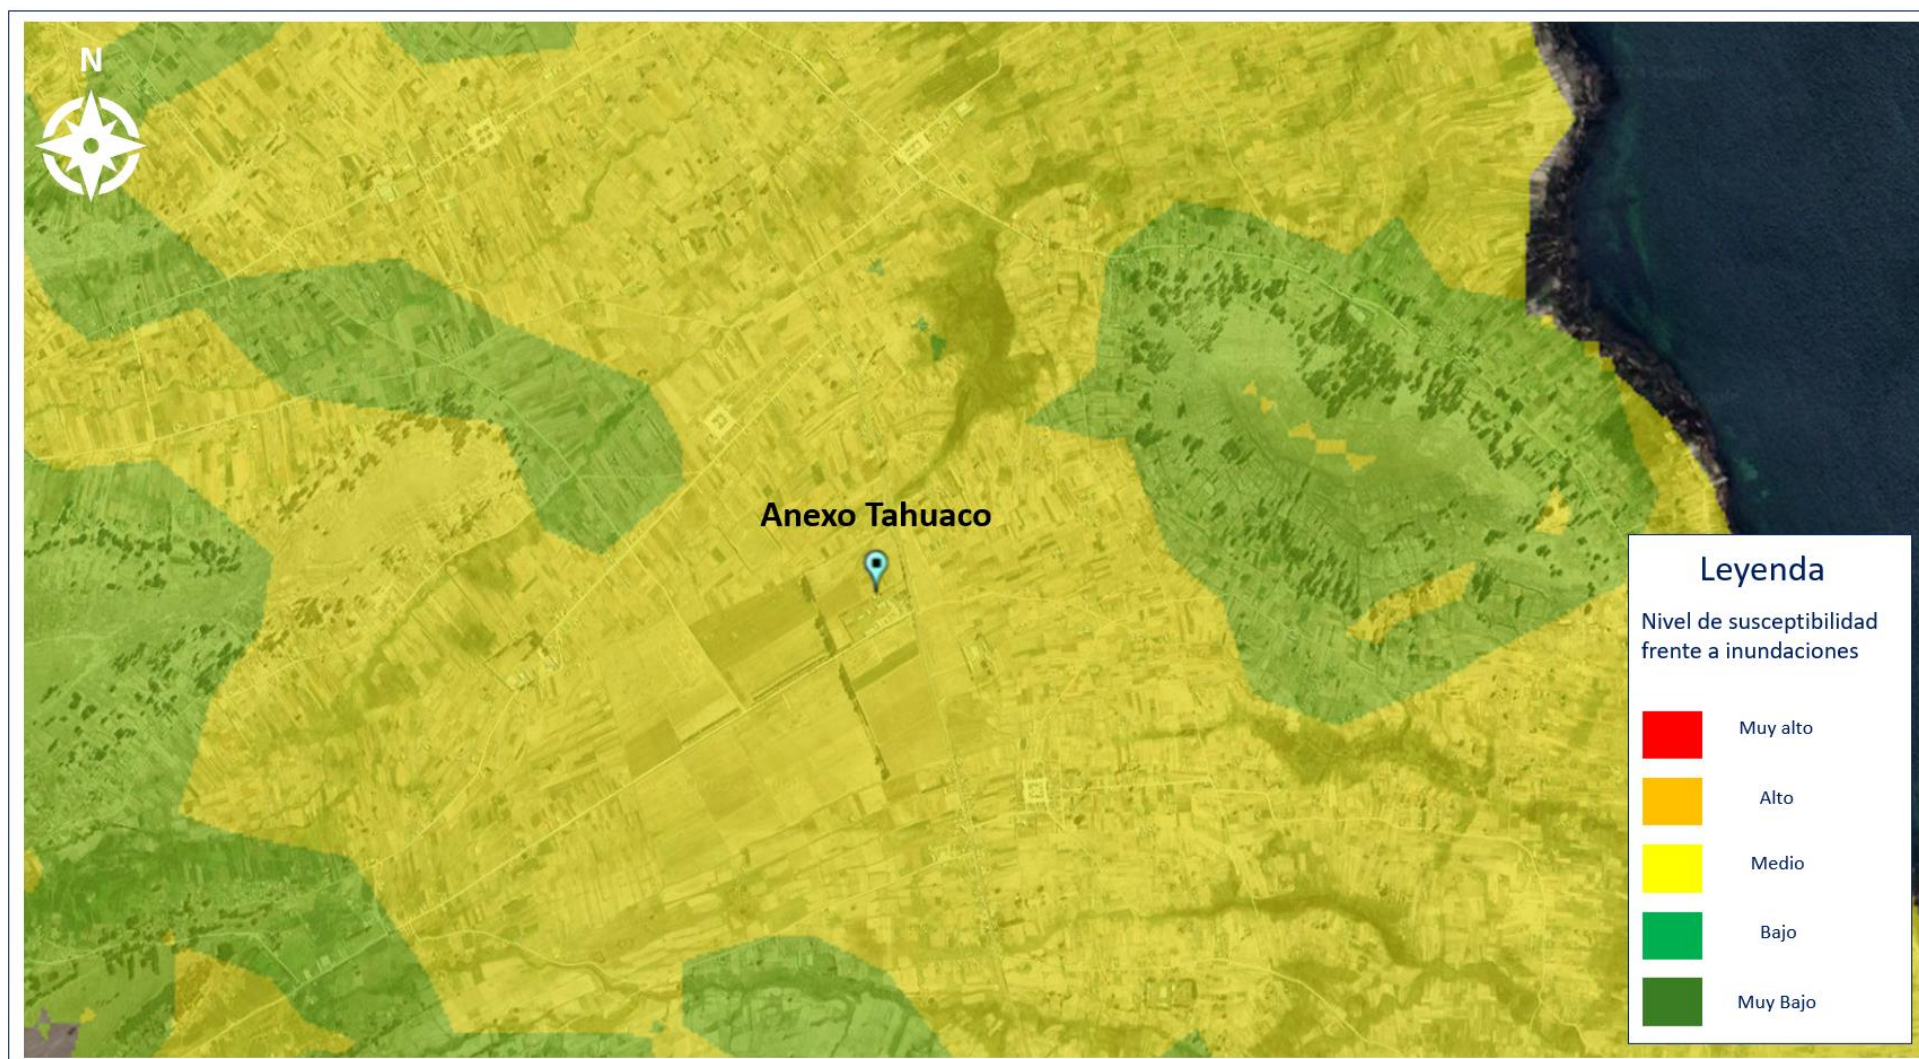 N
Anexo Tahuaco
Leyenda
Nivel de susceptibilidad
frente a inundaciones
Muy alto
Alto
Medio
Bajo
Muy Bajo